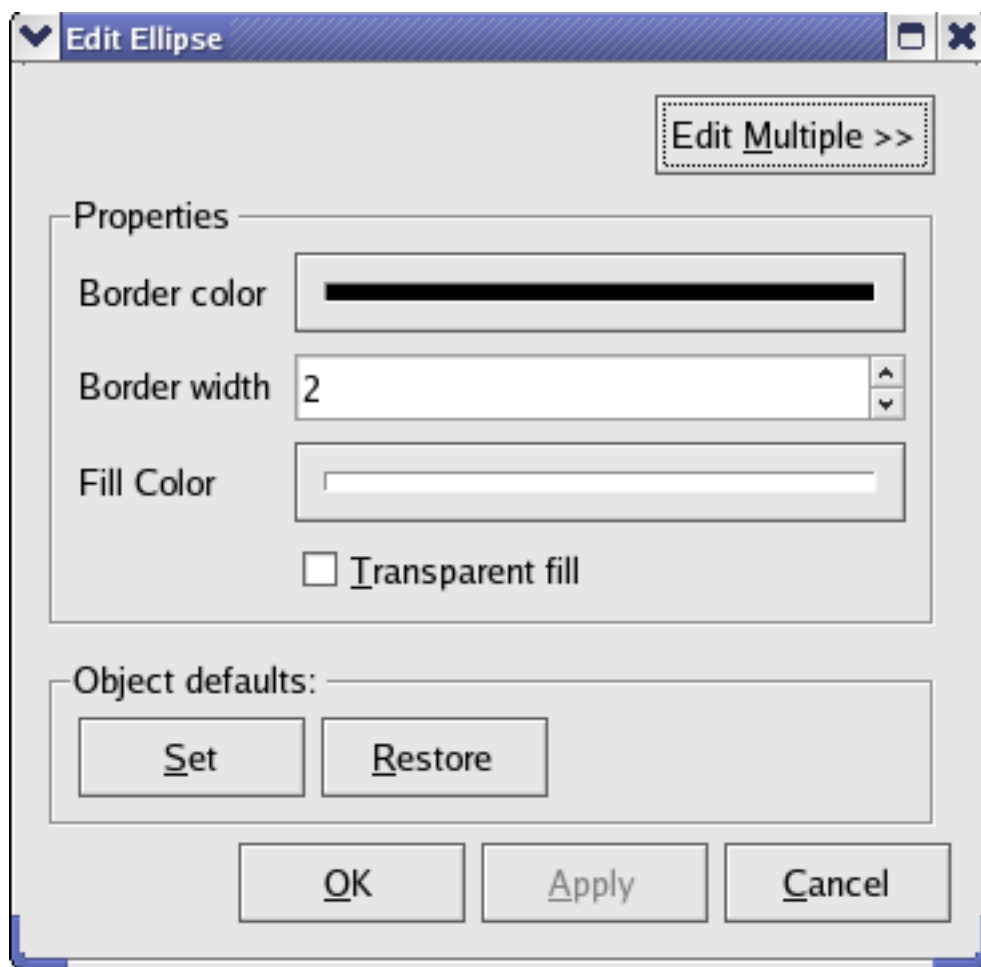 Edit Ellipse
Edit Multiple >>
Properties
Border color
Border width 2
Fill Color
Transparent fill
Object defaults:
Set Restore
OK Apply Cancel